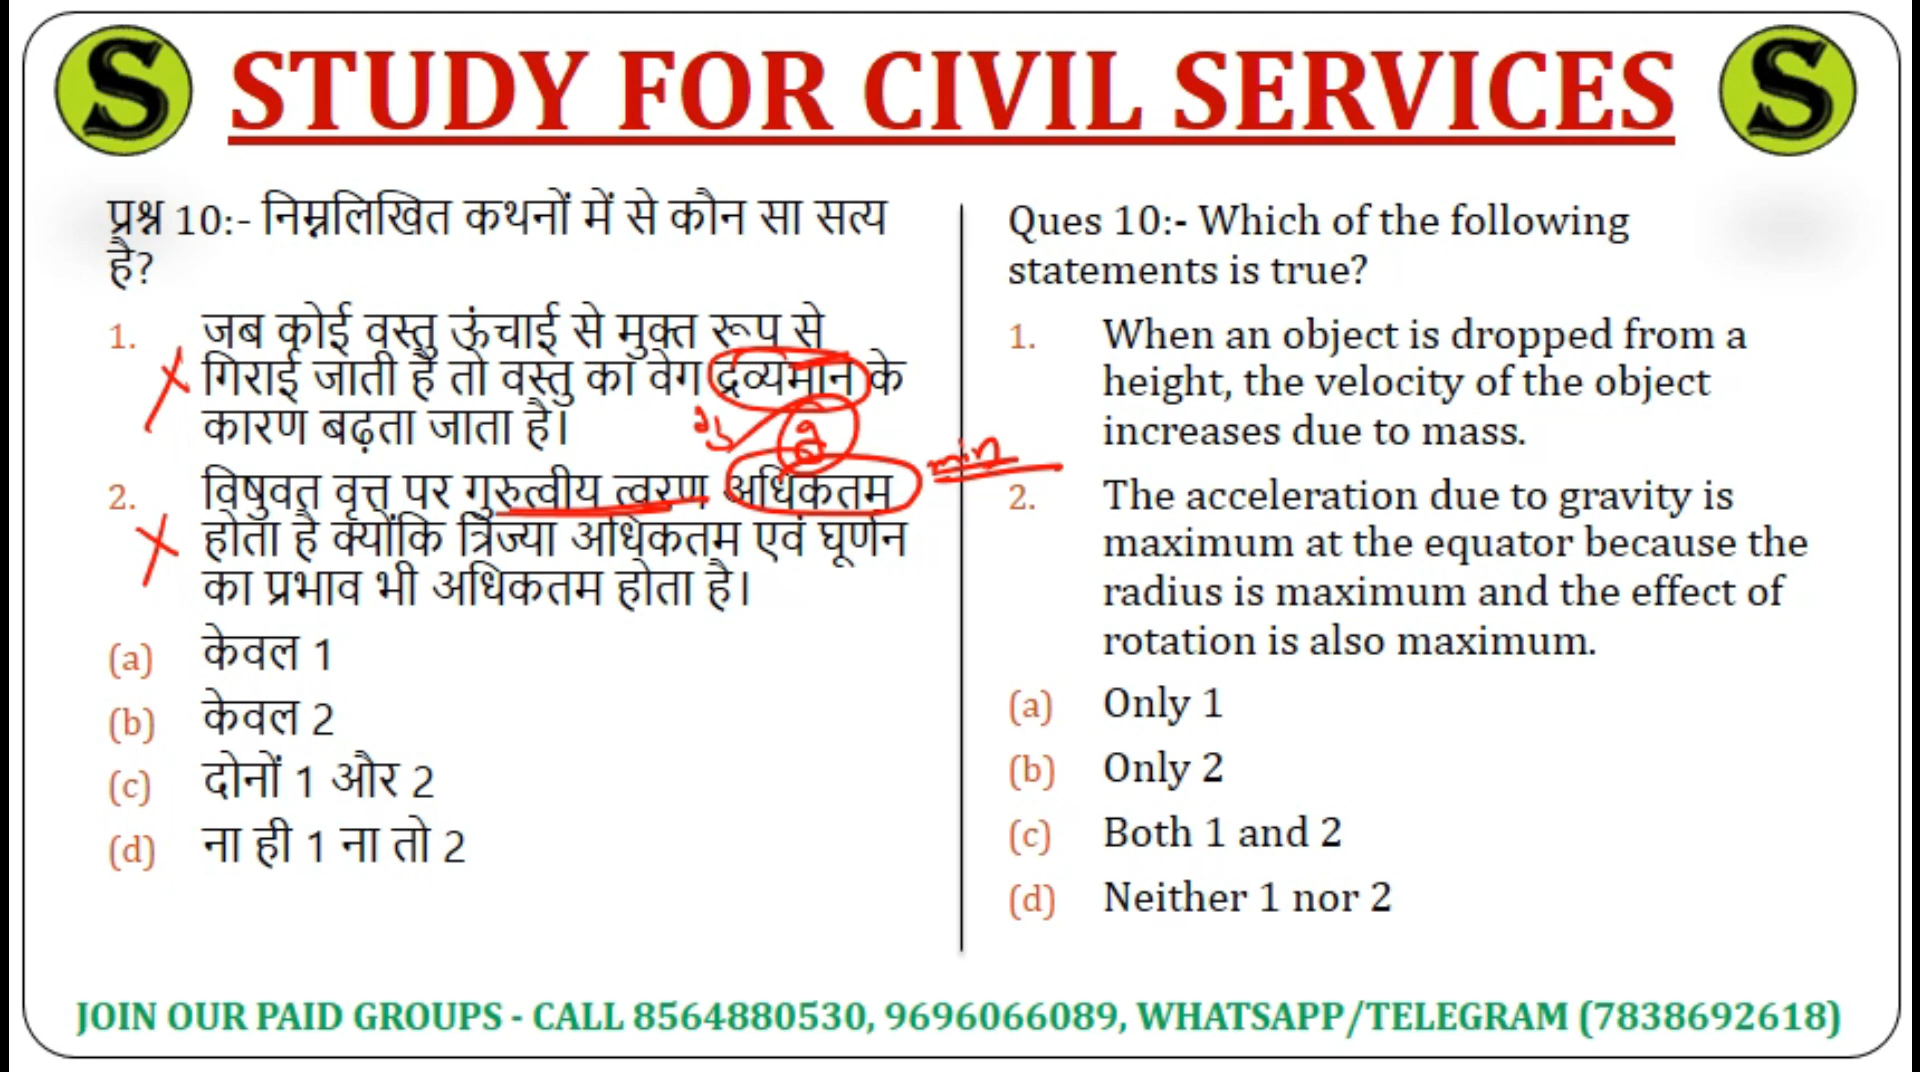 S STUDY FOR CIVIL SERVICES S
प्रश्न 10:- निम्नलिखित कथनों में से कौन सा सत्य
है?
1. जब कोई वस्तु ऊंचाई से मुक्त रूप से
गिराई जाती है तो वस्तु का वेग द्रव्यमान के
कारण बढ़ता जाता है।
2. विषुवत वृत्त पर गुरुत्वीय त्वरण अधिकतम
min
होता है क्योंकि त्रिज्या अधिकतम एवं घूर्णन
का प्रभाव भी अधिकतम होता है।
(a) केवल 1
(b) केवल 2
(c) दोनों 1 और 2
(d) ना ही 1 ना तो 2
Ques 10:- Which of the following
statements is true?
1. When an object is dropped from a
height, the velocity of the object
increases due to mass.
2. The acceleration due to gravity is
maximum at the equator because the
radius is maximum and the effect of
rotation is also maximum.
(a) Only 1
(b) Only 2
(c) Both 1 and 2
(d) Neither 1 nor 2
JOIN OUR PAID GROUPS - CALL 8564880530, 9696066089, WHATSAPP/TELEGRAM (7838692618)